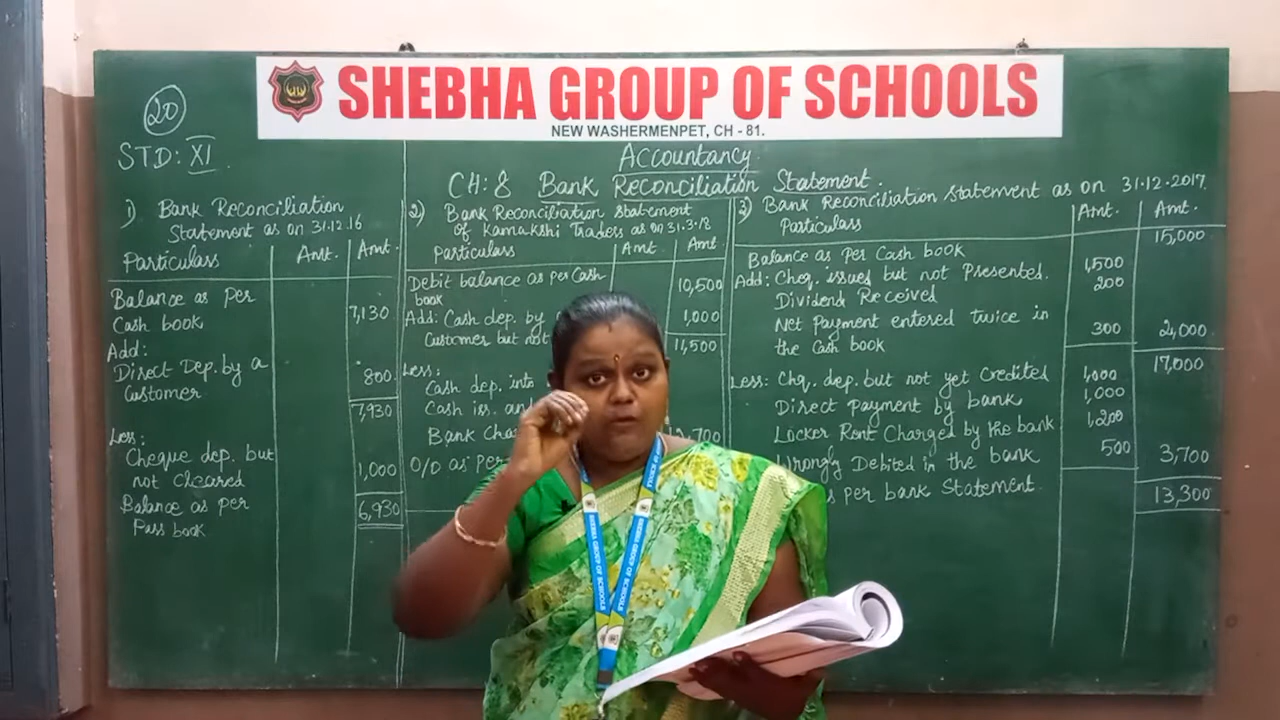 SHEBHA GROUP OF SCHOOLS
NEW WASHERMENPET, CH - 81.
20
STD: XI
Accountancy
CH: 8 Bank Reconciliation Statement
1) Bank Reconciliation
Statement as on 31.12.16
Particulars Amt. Amt.
Balance as Per
Cash book 7,130
Add:
Direct Dep. by a
Customer 800
7,930
Less:
Cheque dep. but
not Cleared 1,000
Balance as per 6,930
Pass book
2) Bank Reconciliation Statement
of Kamakshi Traders as on 31.3.18
Particulars Amt Amt
Debit balance as per Cash
book 10,500
Add: Cash dep. by 1,000
Customer but not 11,500
Less:
Cash dep. into
Cash iss. and
Bank Cha
O/D as per
3) Bank Reconciliation Statement as on 31.12.2017
Particulars Amt. Amt.
Balance as Per Cash book 15,000
Add: Cheq. issued but not Presented. 1,500
Dividend Received 200
Net Payment entered twice in
the Cash book 300 2,000
17,000
Less: Chq. dep. but not yet Credited 1,000
Direct Payment by bank 1,000
Locker Rent Charged by the bank 1,200
Wrongly Debited in the bank 500 3,700
s per bank Statement 13,300
SHEBHA GROUP OF SCHOOLS
SHEBHA GROUP OF SCHOOLS